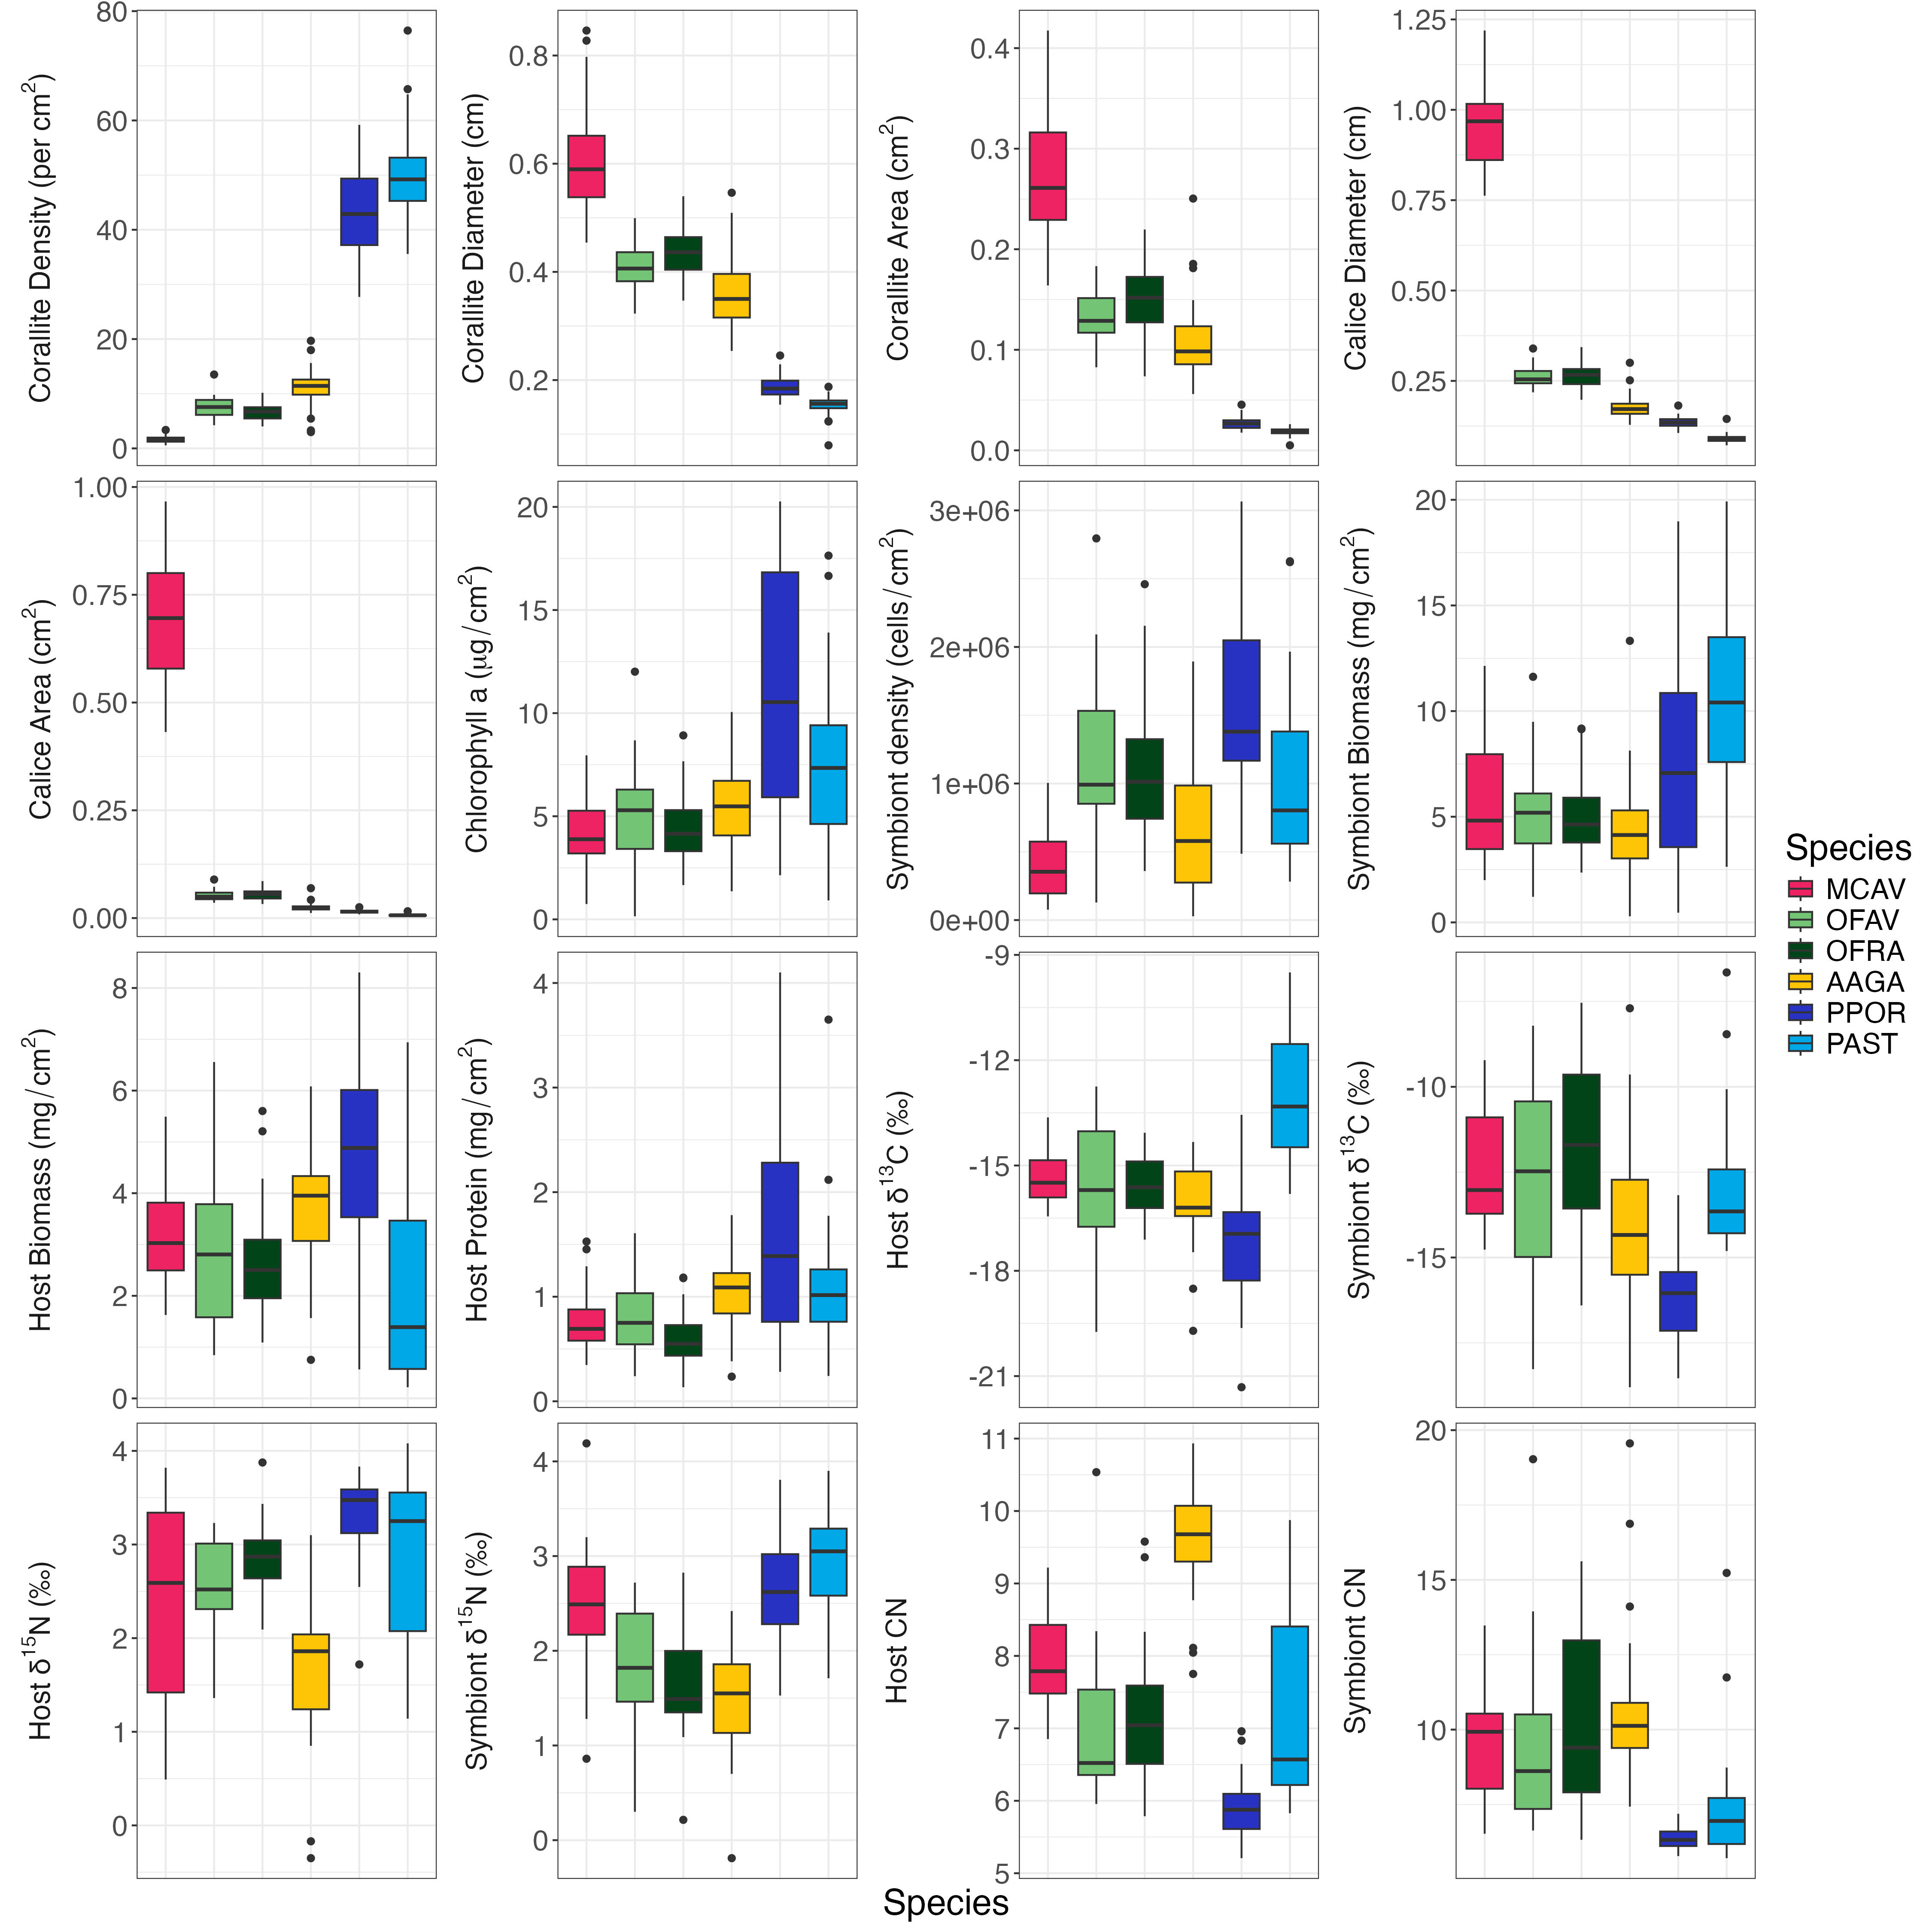 Corallite Density (per cm²)
80
60
40
20
0
Corallite Diameter (cm)
0.8
0.6
0.4
0.2
Corallite Area (cm²)
0.4
0.3
0.2
0.1
0.0
Calice Diameter (cm)
1.25
1.00
0.75
0.50
0.25
Calice Area (cm²)
1.00
0.75
0.50
0.25
0.00
Chlorophyll a (μg/cm²)
20
15
10
5
0
Symbiont density (cells/cm²)
3e+06
2e+06
1e+06
0e+00
Symbiont Biomass (mg/cm²)
20
15
10
5
0
Host Biomass (mg/cm²)
8
6
4
2
0
Host Protein (mg/cm²)
4
3
2
1
0
Host δ¹³C (‰)
-9
-12
-15
-18
-21
Symbiont δ¹³C (‰)
-10
-15
Host δ¹⁵N (‰)
4
3
2
1
0
Symbiont δ¹⁵N (‰)
4
3
2
1
0
Host CN
11
10
9
8
7
6
5
Symbiont CN
20
15
10
Species
Species
MCAV
OFAV
OFRA
AAGA
PPOR
PAST